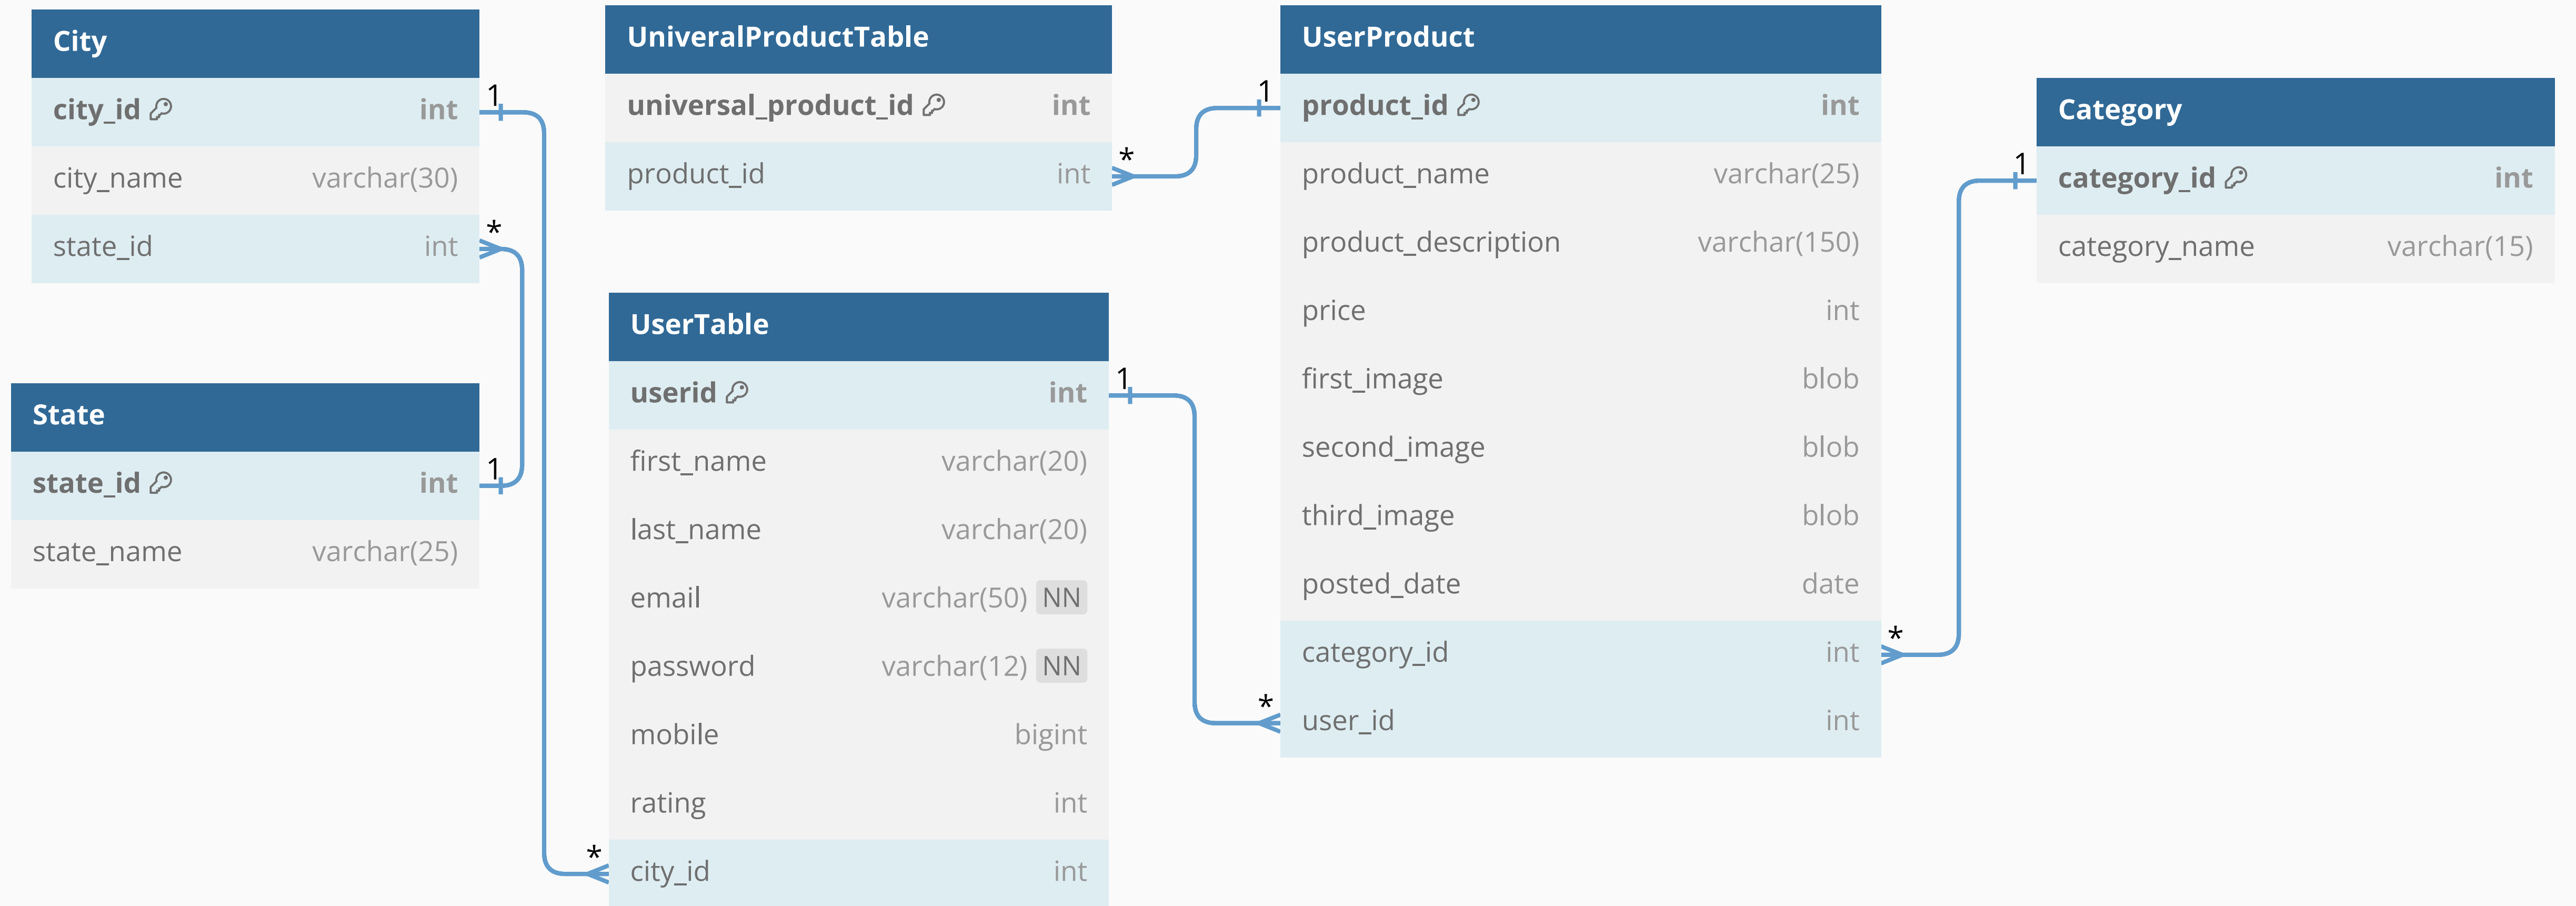 City
city_id int
city_name varchar(30)
state_id int
1
*
State
state_id int
state_name varchar(25)
1
UniveralProductTable
universal_product_id int
product_id int
*
UserTable
userid int
first_name varchar(20)
last_name varchar(20)
email varchar(50) NN
password varchar(12) NN
mobile bigint
rating int
city_id int
1
*
UserProduct
product_id int
product_name varchar(25)
product_description varchar(150)
price int
first_image blob
second_image blob
third_image blob
posted_date date
category_id int
user_id int
1
*
*
Category
category_id int
category_name varchar(15)
1